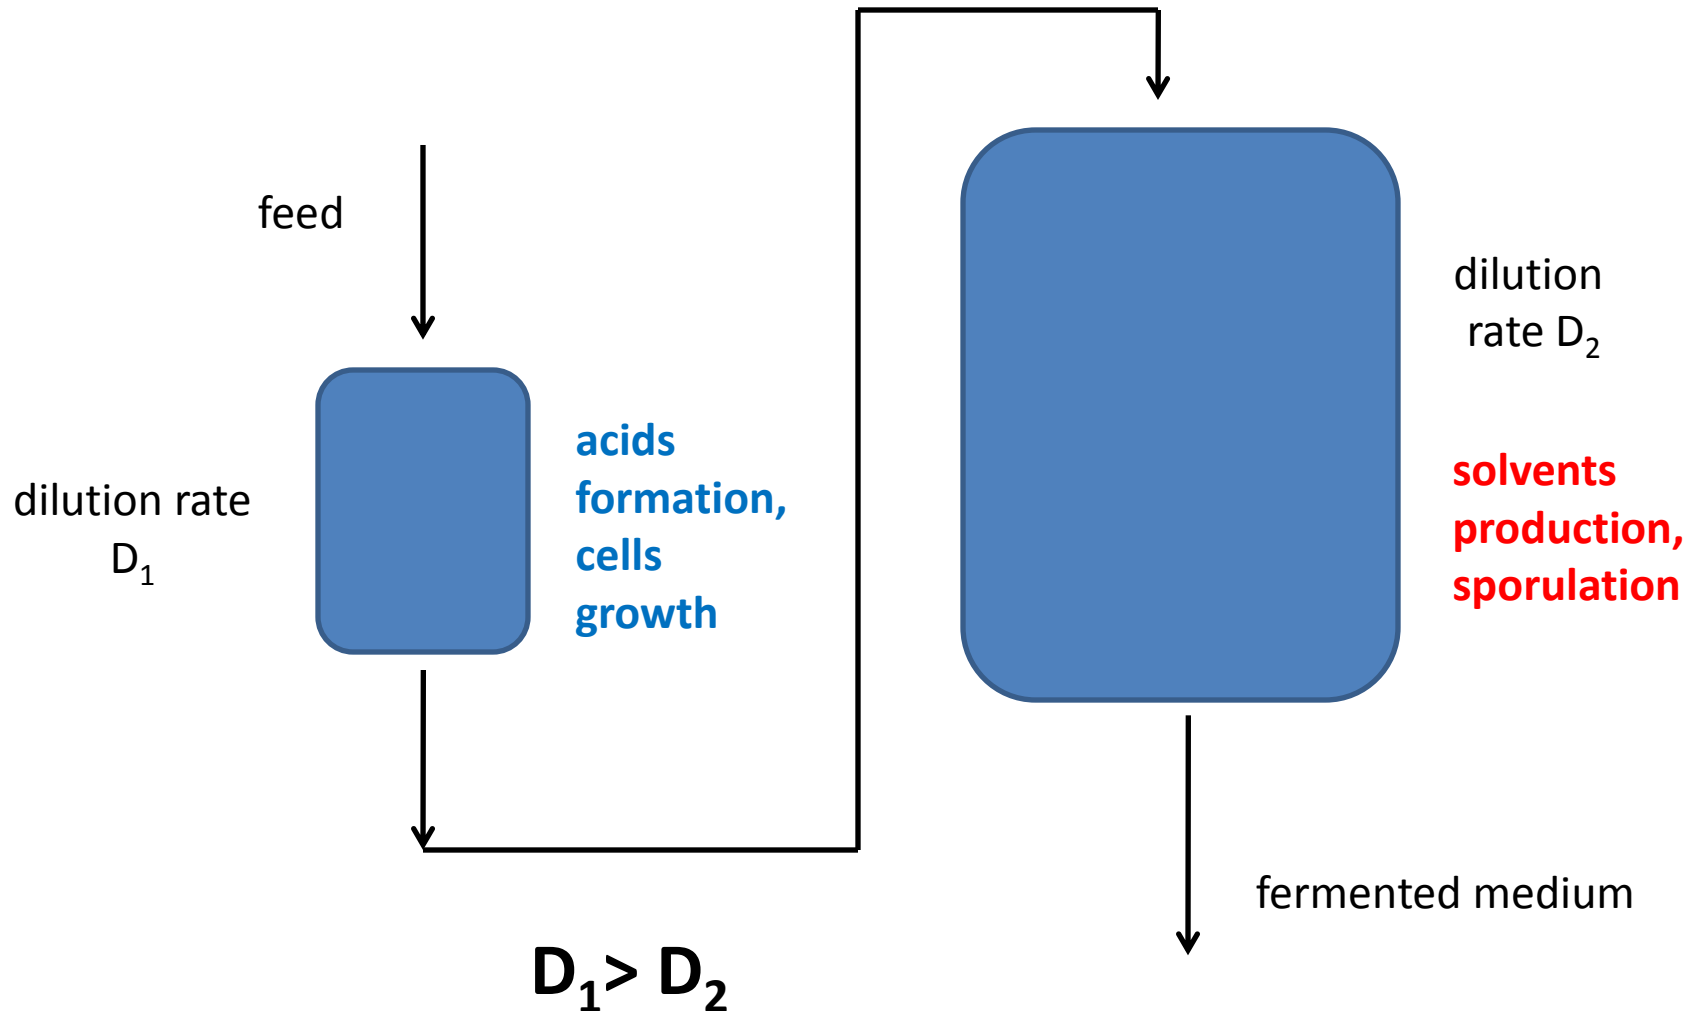 feed
dilution rate
D₁
acids
formation,
cells
growth
dilution
rate D₂
solvents
production,
sporulation
fermented medium
D₁> D₂